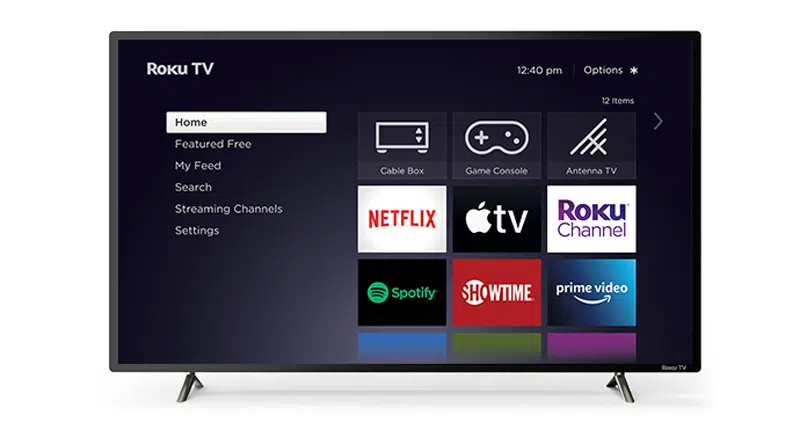 Roku TV
12:40 pm
Options *
12 Items
Home
Featured Free
My Feed
Search
Streaming Channels
Settings
Cable Box
Game Console
Antenna TV
NETFLIX
tv
Roku
Channel
Spotify
SHOWTIME
prime video
Roku TV